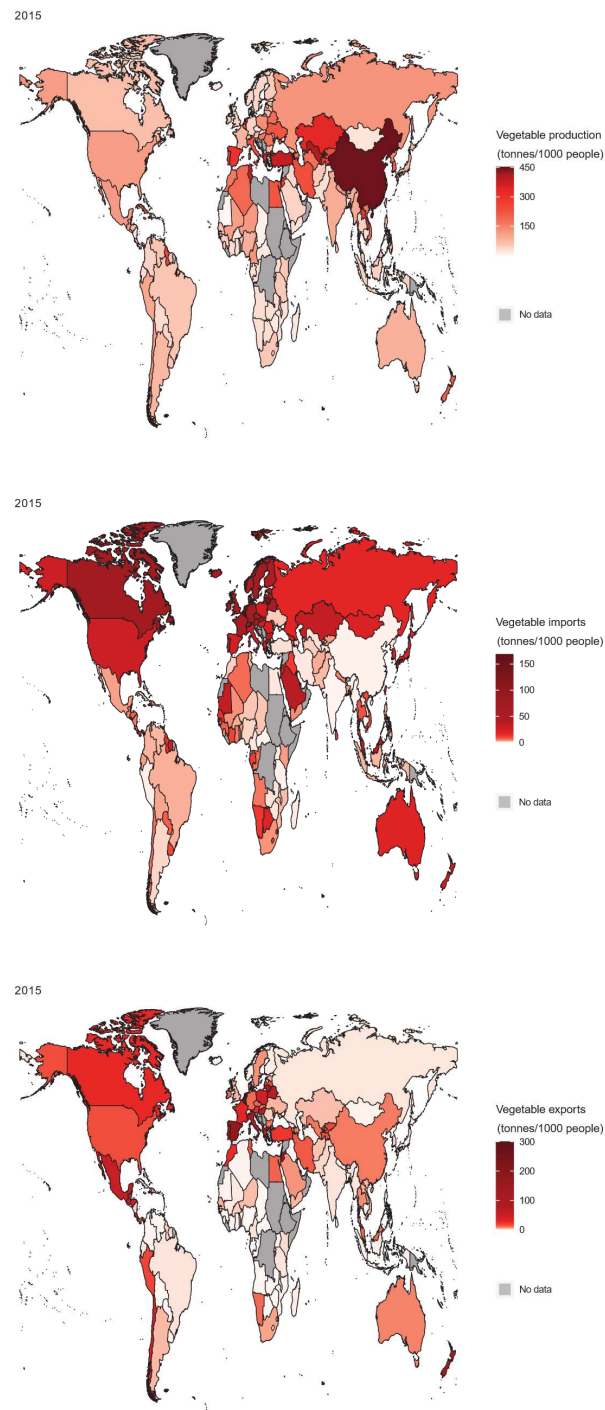 2015
Vegetable production
(tonnes/1000 people)
450
300
150
No data
2015
Vegetable imports
(tonnes/1000 people)
150
100
50
0
No data
2015
Vegetable exports
(tonnes/1000 people)
300
200
100
0
No data